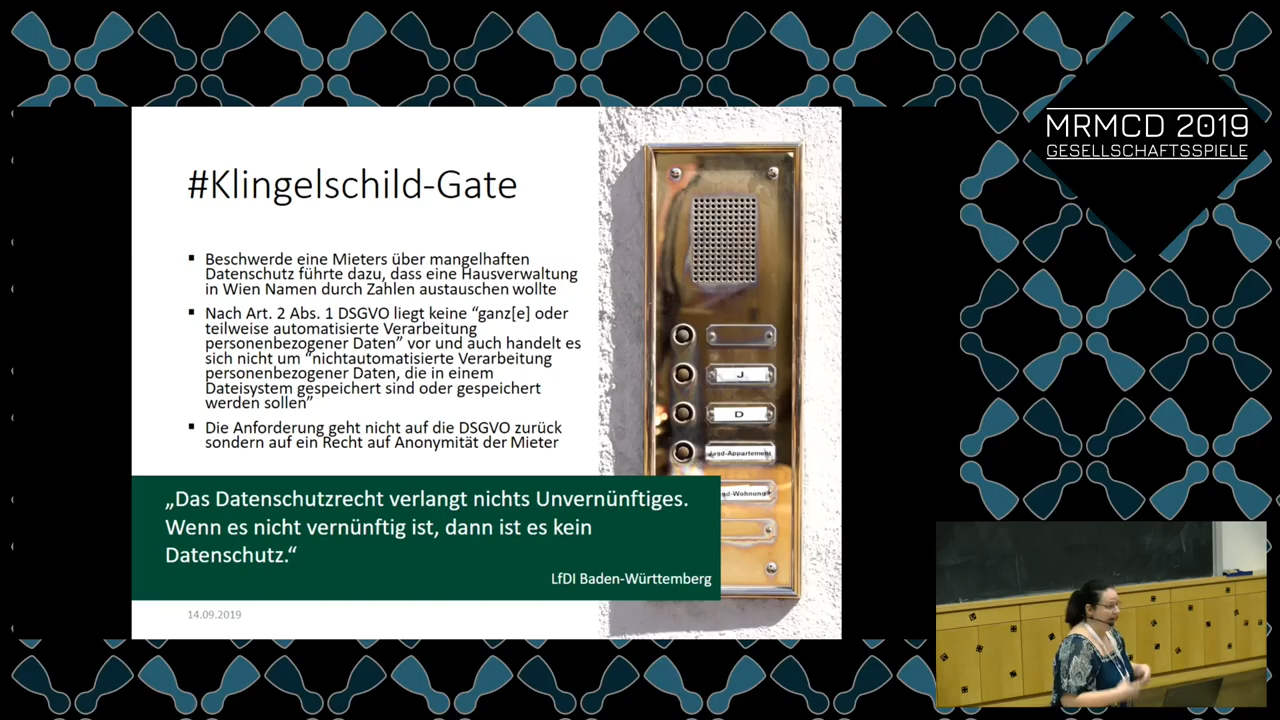 MRMCD 2019
GESELLSCHAFTSSPIELE
#Klingelschild-Gate
▪ Beschwerde eine Mieters über mangelhaften
Datenschutz führte dazu, dass eine Hausverwaltung
in Wien Namen durch Zahlen austauschen wollte
▪ Nach Art. 2 Abs. 1 DSGVO liegt keine “ganz[e] oder
teilweise automatisierte Verarbeitung
personenbezogener Daten” vor und auch handelt es
sich nicht um “nichtautomatisierte Verarbeitung
personenbezogener Daten, die in einem
Dateisystem gespeichert sind oder gespeichert
werden sollen”
▪ Die Anforderung geht nicht auf die DSGVO zurück
sondern auf ein Recht auf Anonymität der Mieter
J.
D
Jagd-Appartement
gd-Wohnung
„Das Datenschutzrecht verlangt nichts Unvernünftiges.
Wenn es nicht vernünftig ist, dann ist es kein
Datenschutz.“
LfDI Baden-Württemberg
14.09.2019